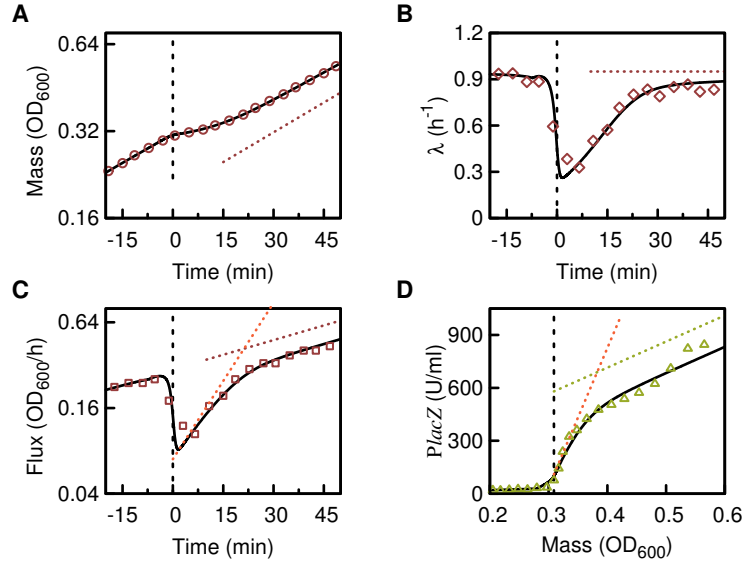 A
B
0.64
0.32
0.16
Mass (OD600)
-15 0 15 30 45
Time (min)
1.2
0.9
0.6
0.3
0
λ (h-1)
-15 0 15 30 45
Time (min)
C
D
0.64
0.16
0.04
Flux (OD600/h)
-15 0 15 30 45
Time (min)
900
600
300
0
PlacZ (U/ml)
0.2 0.3 0.4 0.5 0.6
Mass (OD600)